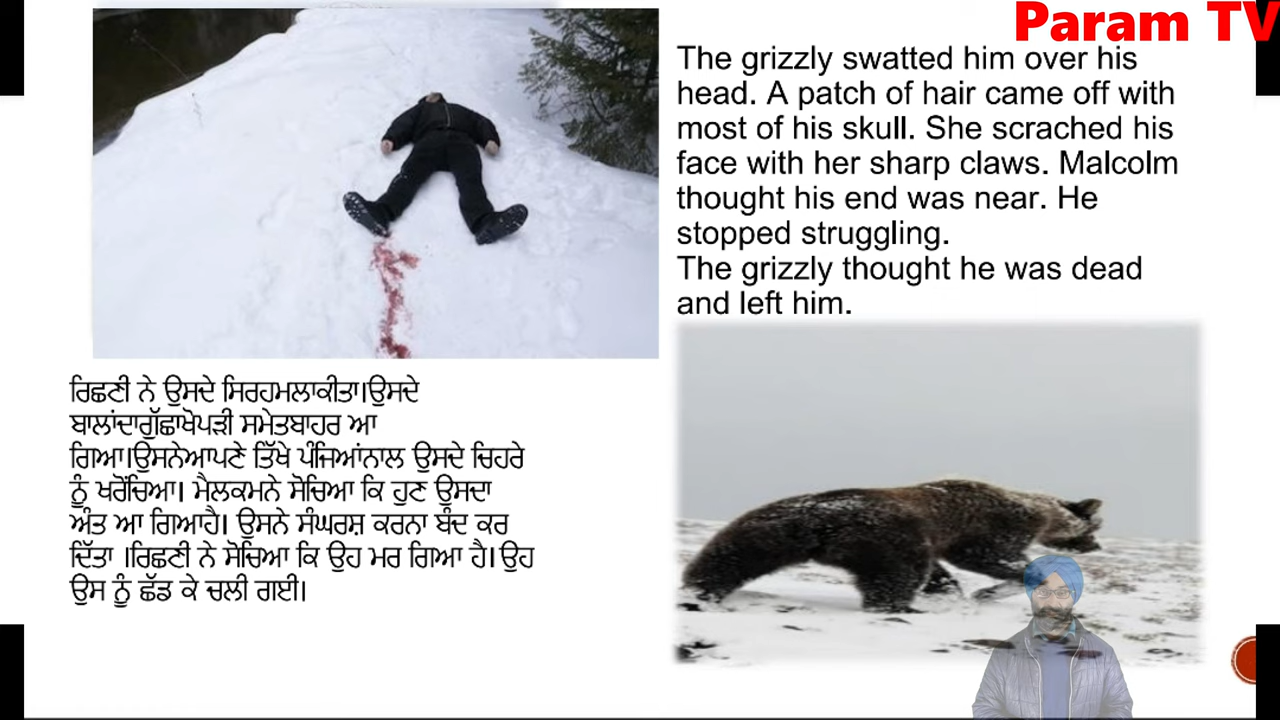 Param TV
The grizzly swatted him over his
head. A patch of hair came off with
most of his skull. She scrached his
face with her sharp claws. Malcolm
thought his end was near. He
stopped struggling.
The grizzly thought he was dead
and left him.
ਰਿਛਣੀ ਨੇ ਉਸਦੇ ਸਿਰਹਮਲਾਕੀਤਾ।ਉਸਦੇ
ਬਾਲਾਂਦਾਗੁੱਛਾਖੋਪੜੀ ਸਮੇਤਬਾਹਰ ਆ
ਗਿਆ।ਉਸਨੇਆਪਣੇ ਤਿੱਖੇ ਪੰਜਿਆਂਨਾਲ ਉਸਦੇ ਚਿਹਰੇ
ਨੂੰ ਖਰੋਂਚਿਆ। ਮੈਲਕਮਨੇ ਸੋਚਿਆ ਕਿ ਹੁਣ ਉਸਦਾ
ਅੰਤ ਆ ਗਿਆਹੈ। ਉਸਨੇ ਸੰਘਰਸ਼ ਕਰਨਾ ਬੰਦ ਕਰ
ਦਿੱਤਾ ।ਰਿਛਣੀ ਨੇ ਸੋਚਿਆ ਕਿ ਉਹ ਮਰ ਗਿਆ ਹੈ। ਉਹ
ਉਸ ਨੂੰ ਛੱਡ ਕੇ ਚਲੀ ਗਈ।